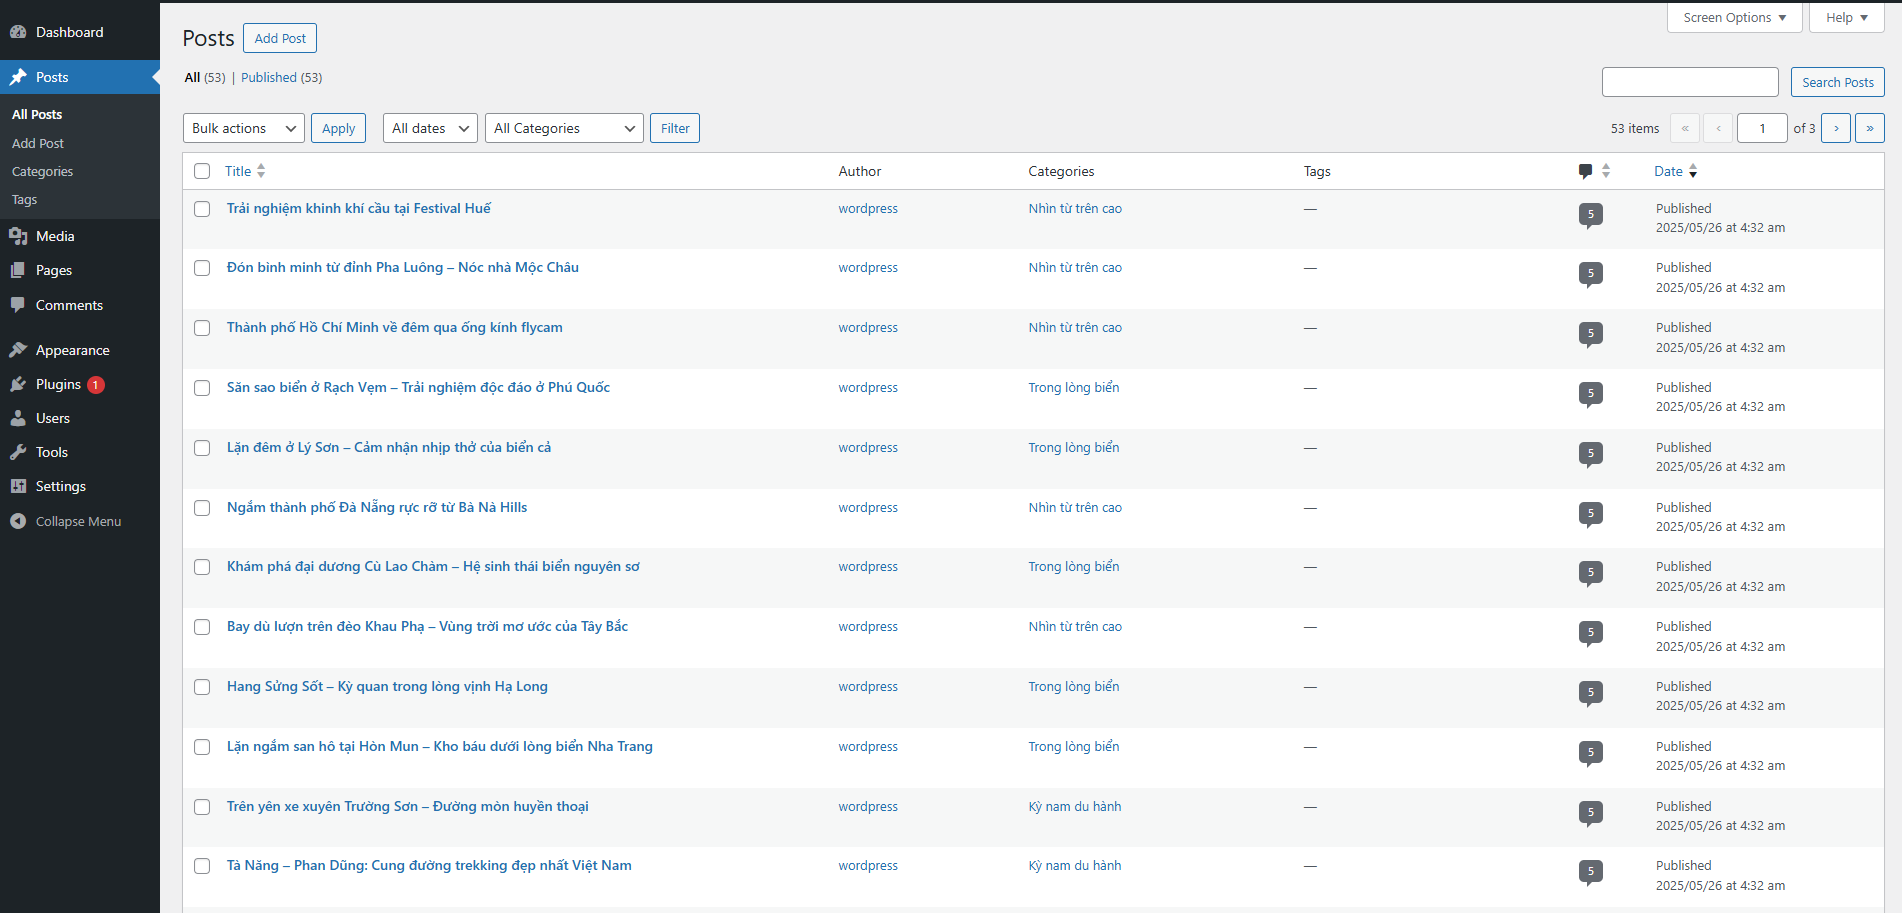 Dashboard
Posts
All Posts
Add Post
Categories
Tags
Media
Pages
Comments
Appearance
Plugins 1
Users
Tools
Settings
Collapse Menu
Screen Options
Help
Posts Add Post
All (53) | Published (53)
Search Posts
Bulk actions Apply All dates All Categories Filter 53 items « ‹ 1 of 3 › »
Title Author Categories Tags Date
Trải nghiệm khinh khí cầu tại Festival Huế wordpress Nhìn từ trên cao — 5 Published
2025/05/26 at 4:32 am
Đón bình minh từ đỉnh Pha Luông – Nóc nhà Mộc Châu wordpress Nhìn từ trên cao — 5 Published
2025/05/26 at 4:32 am
Thành phố Hồ Chí Minh về đêm qua ống kính flycam wordpress Nhìn từ trên cao — 5 Published
2025/05/26 at 4:32 am
Săn sao biển ở Rạch Vẹm – Trải nghiệm độc đáo ở Phú Quốc wordpress Trong lòng biển — 5 Published
2025/05/26 at 4:32 am
Lặn đêm ở Lý Sơn – Cảm nhận nhịp thở của biển cả wordpress Trong lòng biển — 5 Published
2025/05/26 at 4:32 am
Ngắm thành phố Đà Nẵng rực rỡ từ Bà Nà Hills wordpress Nhìn từ trên cao — 5 Published
2025/05/26 at 4:32 am
Khám phá đại dương Cù Lao Chàm – Hệ sinh thái biển nguyên sơ wordpress Trong lòng biển — 5 Published
2025/05/26 at 4:32 am
Bay dù lượn trên đèo Khau Phạ – Vùng trời mơ ước của Tây Bắc wordpress Nhìn từ trên cao — 5 Published
2025/05/26 at 4:32 am
Hang Sửng Sốt – Kỳ quan trong lòng vịnh Hạ Long wordpress Trong lòng biển — 5 Published
2025/05/26 at 4:32 am
Lặn ngắm san hô tại Hòn Mun – Kho báu dưới lòng biển Nha Trang wordpress Trong lòng biển — 5 Published
2025/05/26 at 4:32 am
Trên yên xe xuyên Trường Sơn – Đường mòn huyền thoại wordpress Kỳ nam du hành — 5 Published
2025/05/26 at 4:32 am
Tà Năng – Phan Dũng: Cung đường trekking đẹp nhất Việt Nam wordpress Kỳ nam du hành — 5 Published
2025/05/26 at 4:32 am